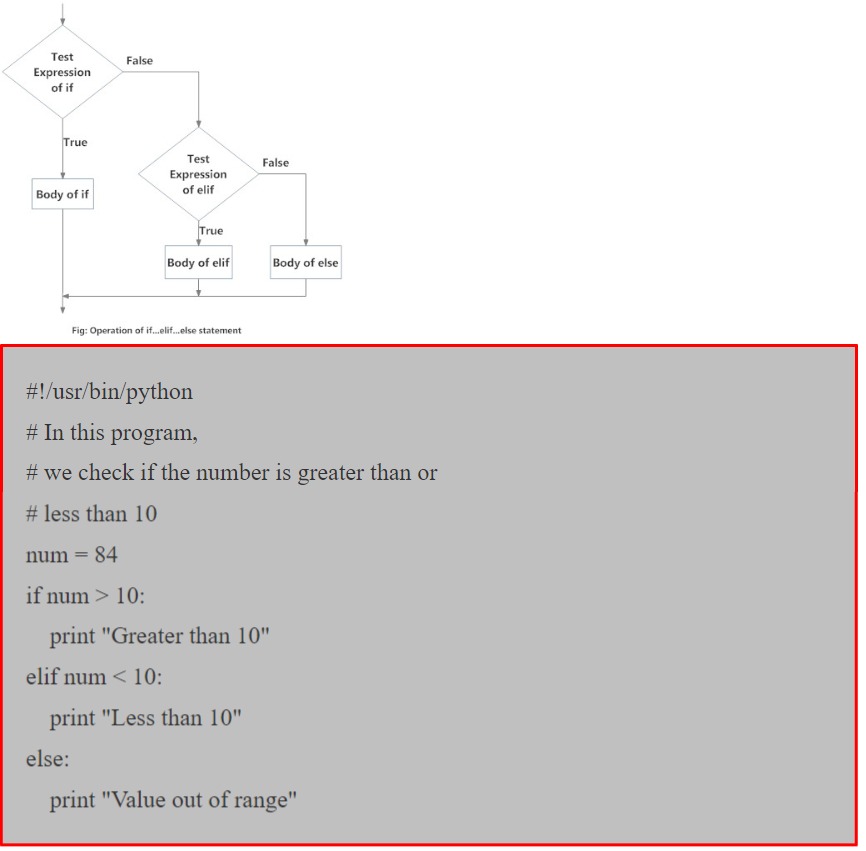 Test
Expression
of if
False
True
Body of if
Test
Expression
of elif
False
True
Body of elif
Body of else
Fig: Operation of if...elif...else statement
#!/usr/bin/python
# In this program,
# we check if the number is greater than or
# less than 10
num = 84
if num > 10:
    print "Greater than 10"
elif num < 10:
    print "Less than 10"
else:
    print "Value out of range"